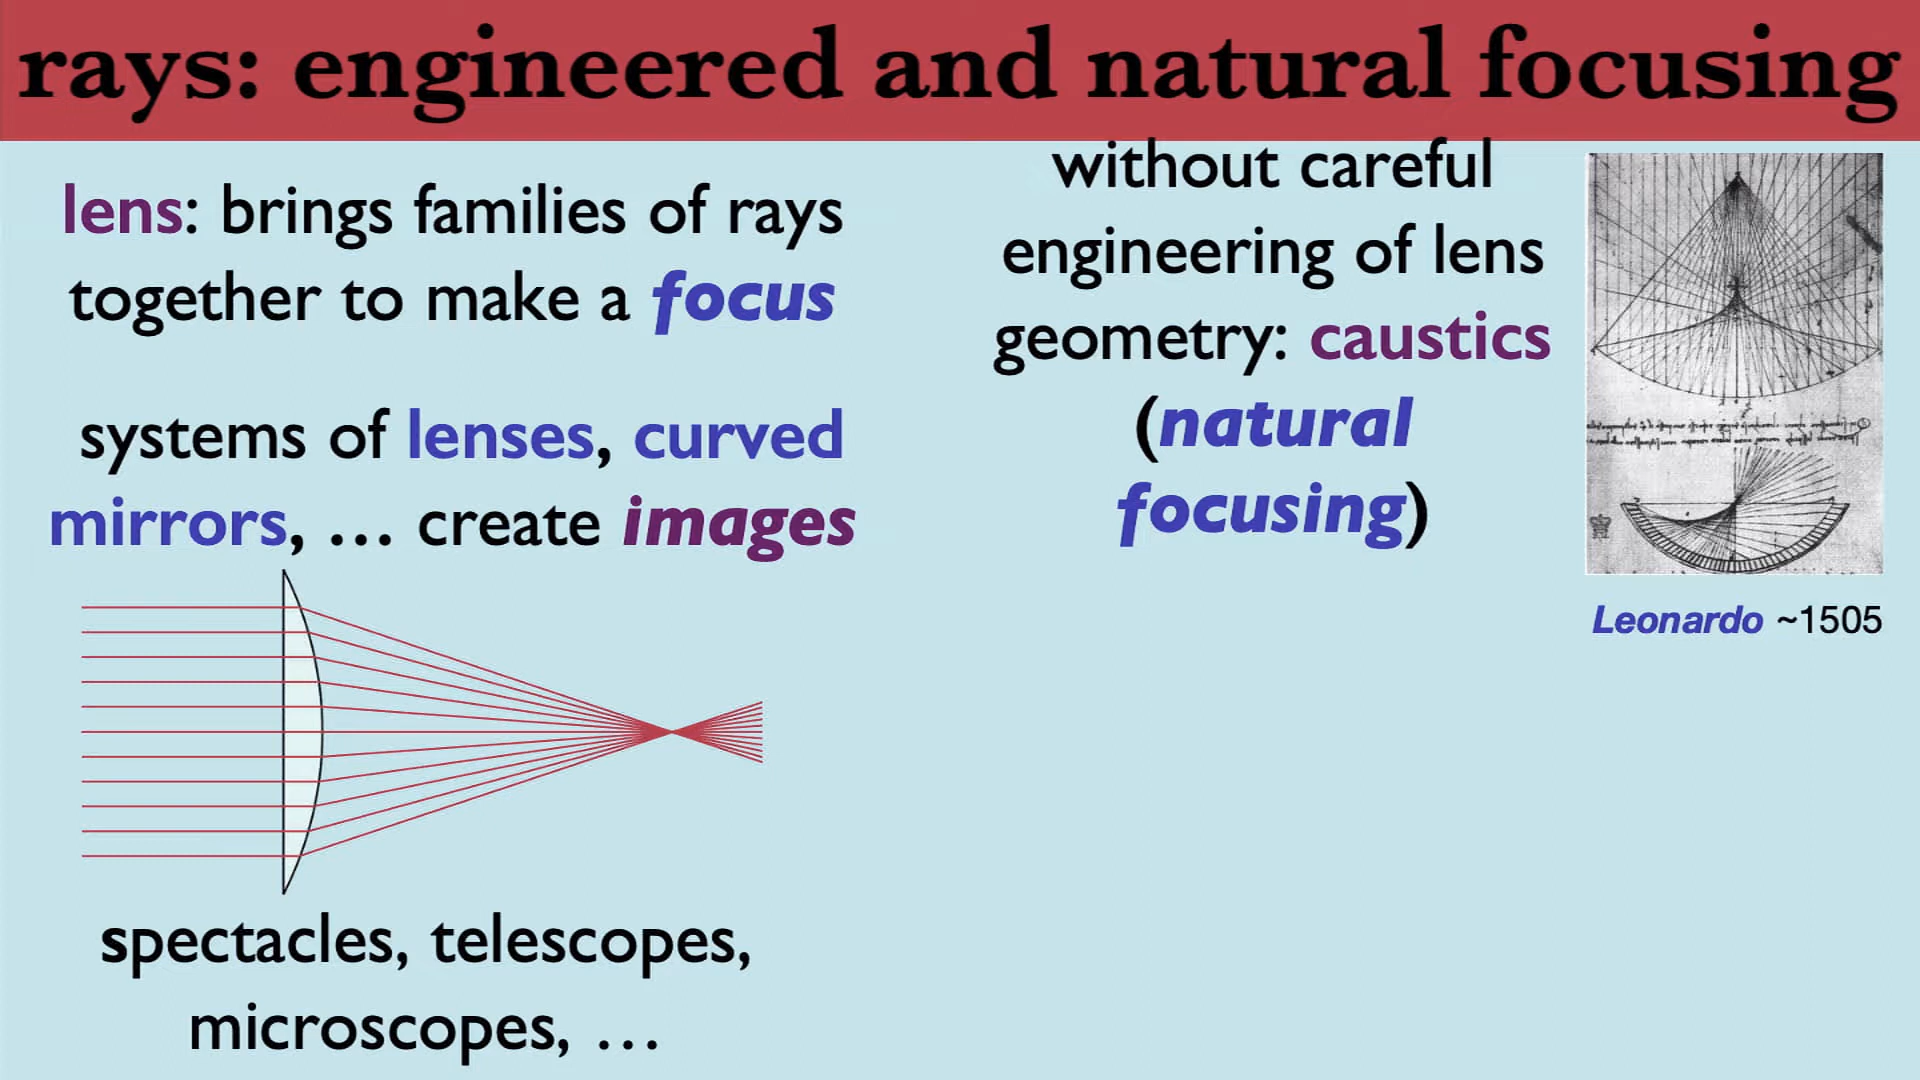 rays: engineered and natural focusing
lens: brings families of rays
together to make a focus
systems of lenses, curved
mirrors, … create images
spectacles, telescopes,
microscopes, …
without careful
engineering of lens
geometry: caustics
(natural
focusing)
Leonardo ~1505